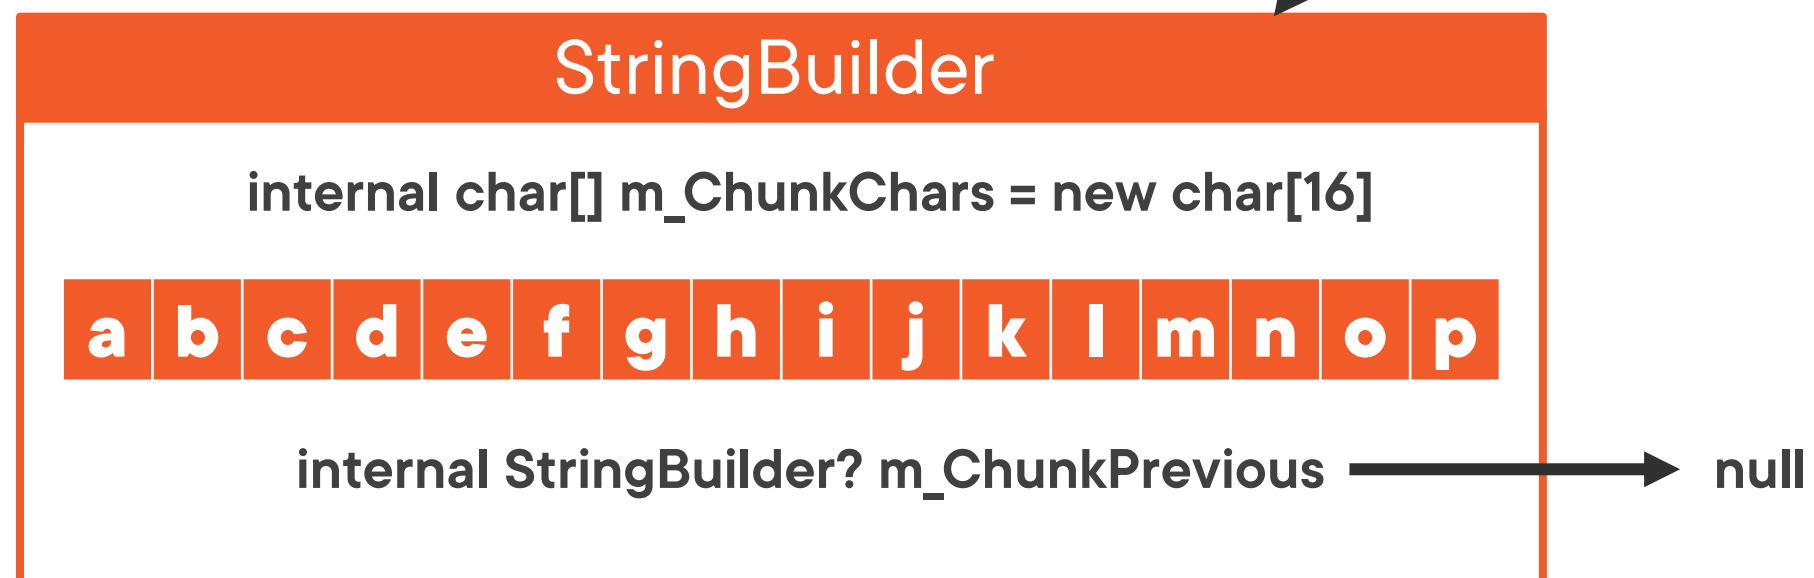 StringBuilder
internal char[] m_ChunkChars = new char[16]
a b c d e f g h i j k l m n o p
internal StringBuilder? m_ChunkPrevious null